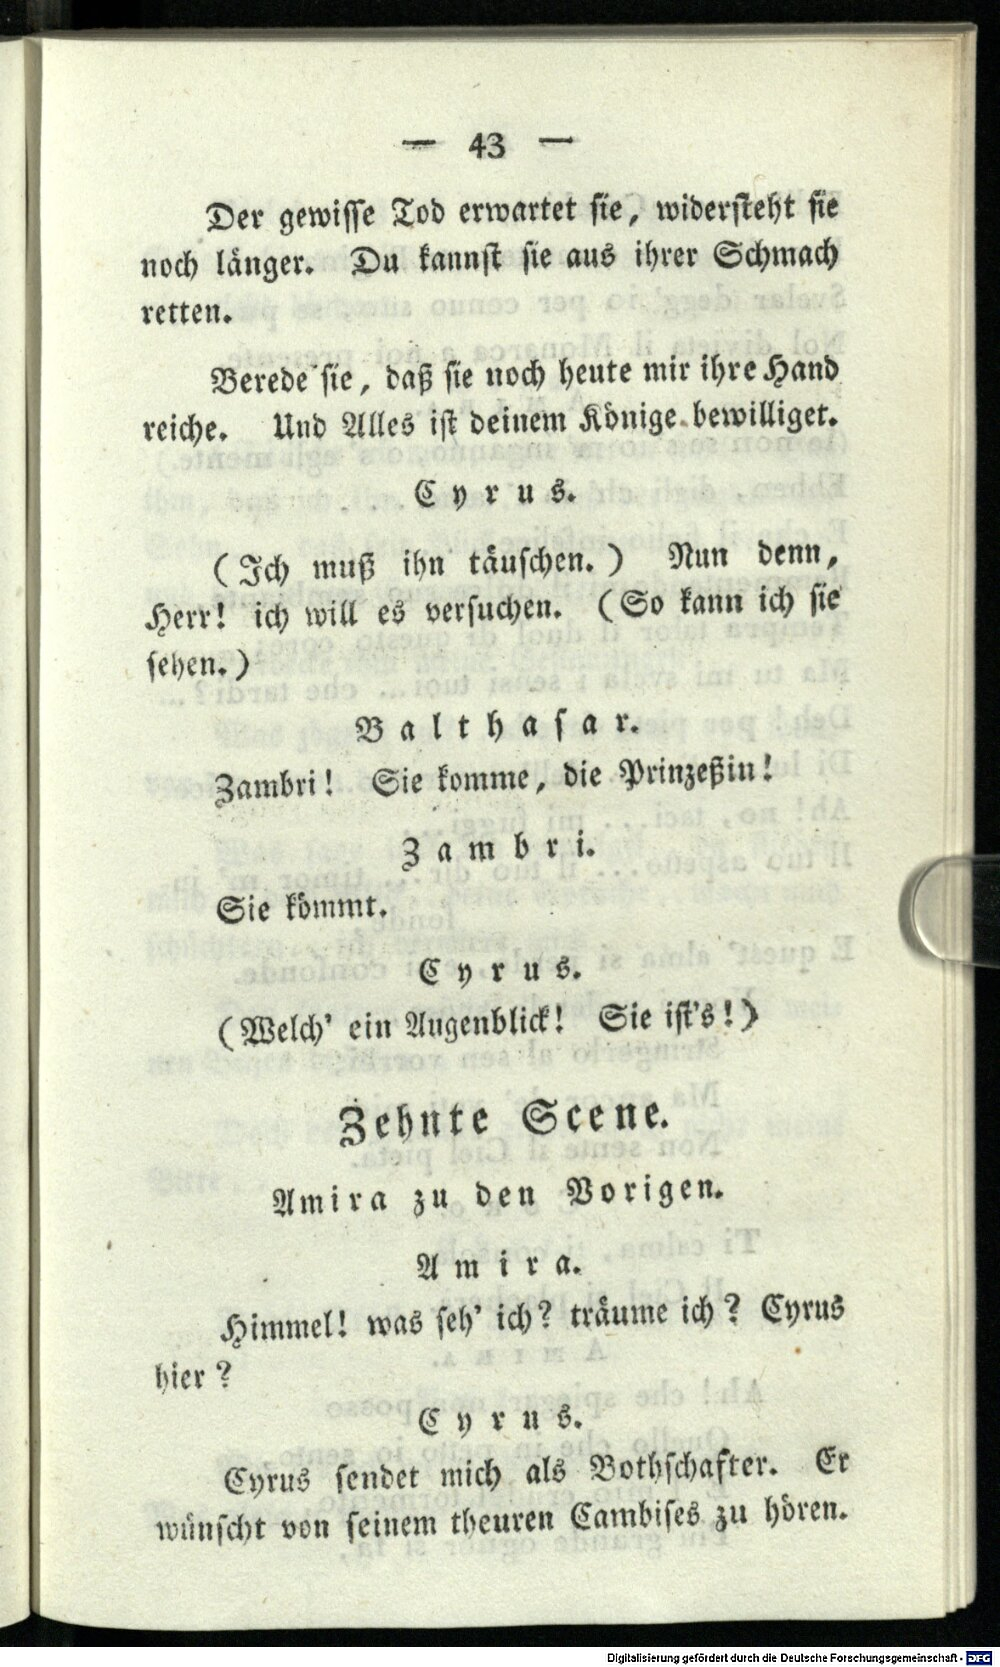 — 43 —
Der gewisse Tod erwartet sie, widersteht sie
noch länger. Du kannst sie aus ihrer Schmach
retten.
Berede sie, daß sie noch heute mir ihre Hand
reiche. Und Alles ist deinem Könige bewilliget.
Cyrus.
(Ich muß ihn täuschen.) Nun denn,
Herr! ich will es versuchen. (So kann ich sie
sehen.)
Balthasar.
Zambri! Sie komme, die Prinzeßin!
Zambri.
Sie kömmt.
Cyrus.
(Welch' ein Augenblick! Sie ist's!)
Zehnte Scene.
Amira zu den Vorigen.
Amira.
Himmel! was seh' ich? träume ich? Cyrus
hier?
Cyrus.
Cyrus sendet mich als Bothschafter. Er
wünscht von seinem theuren Cambises zu hören.
Digitalisierung gefördert durch die Deutsche Forschungsgemeinschaft - DFG